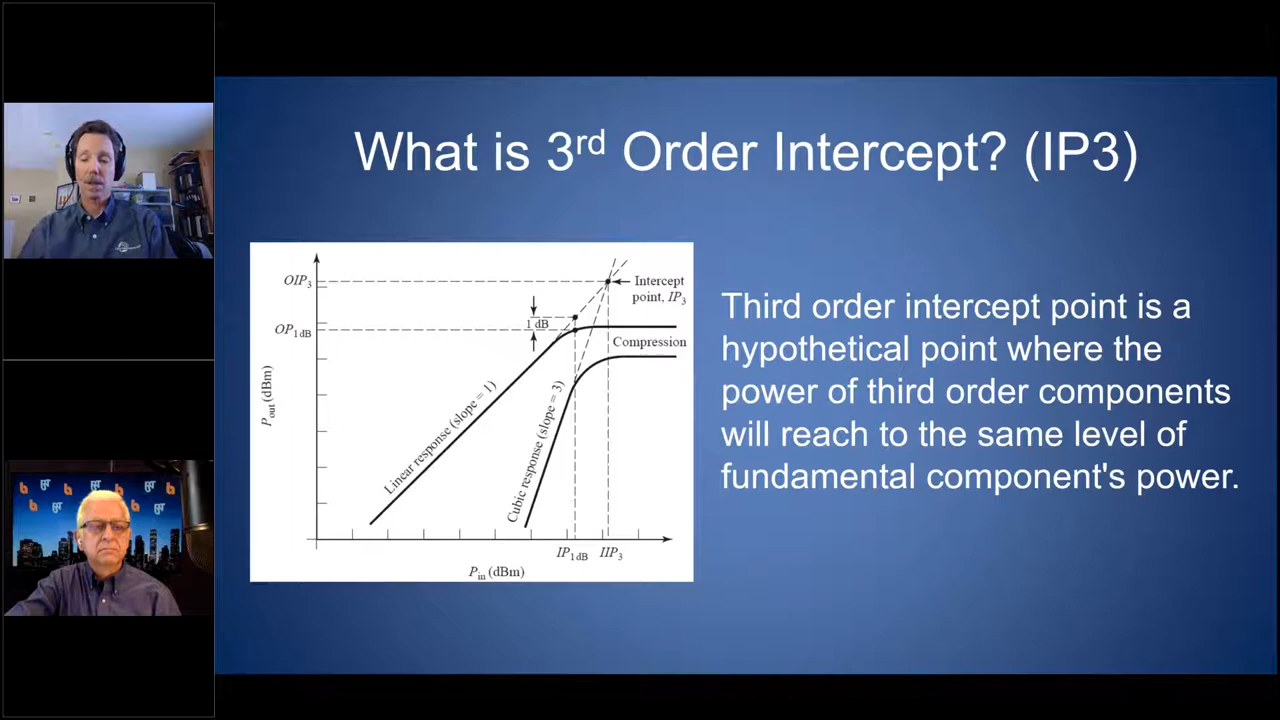 What is 3rd Order Intercept? (IP3)
OIP3
Intercept
point, IP3
1 dB
OP1dB
Compression
Pout (dBm)
Linear response (slope = 1)
Cubic response (slope = 3)
IP1dB
IIP3
Pin (dBm)
Third order intercept point is a
hypothetical point where the
power of third order components
will reach to the same level of
fundamental component's power.